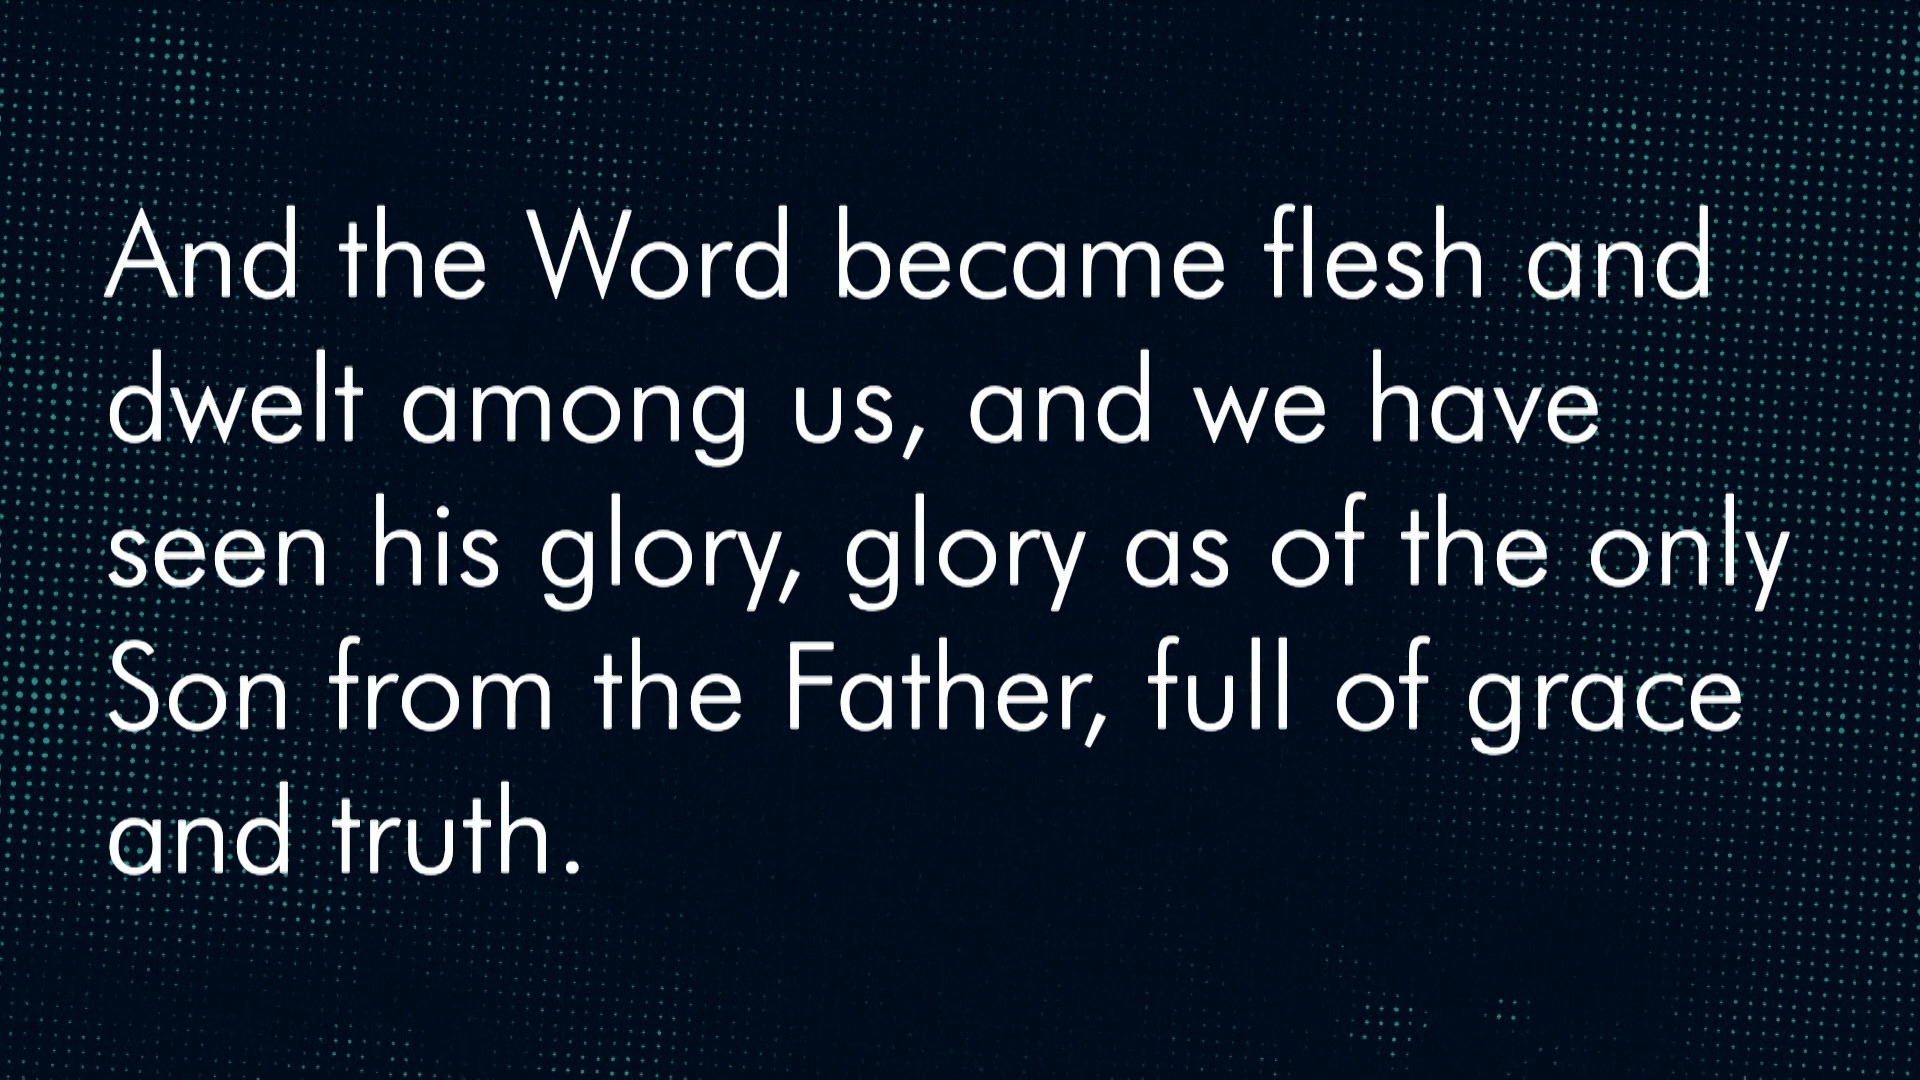 And the Word became flesh and
dwelt among us, and we have
seen his glory, glory as of the only
Son from the Father, full of grace
and truth.